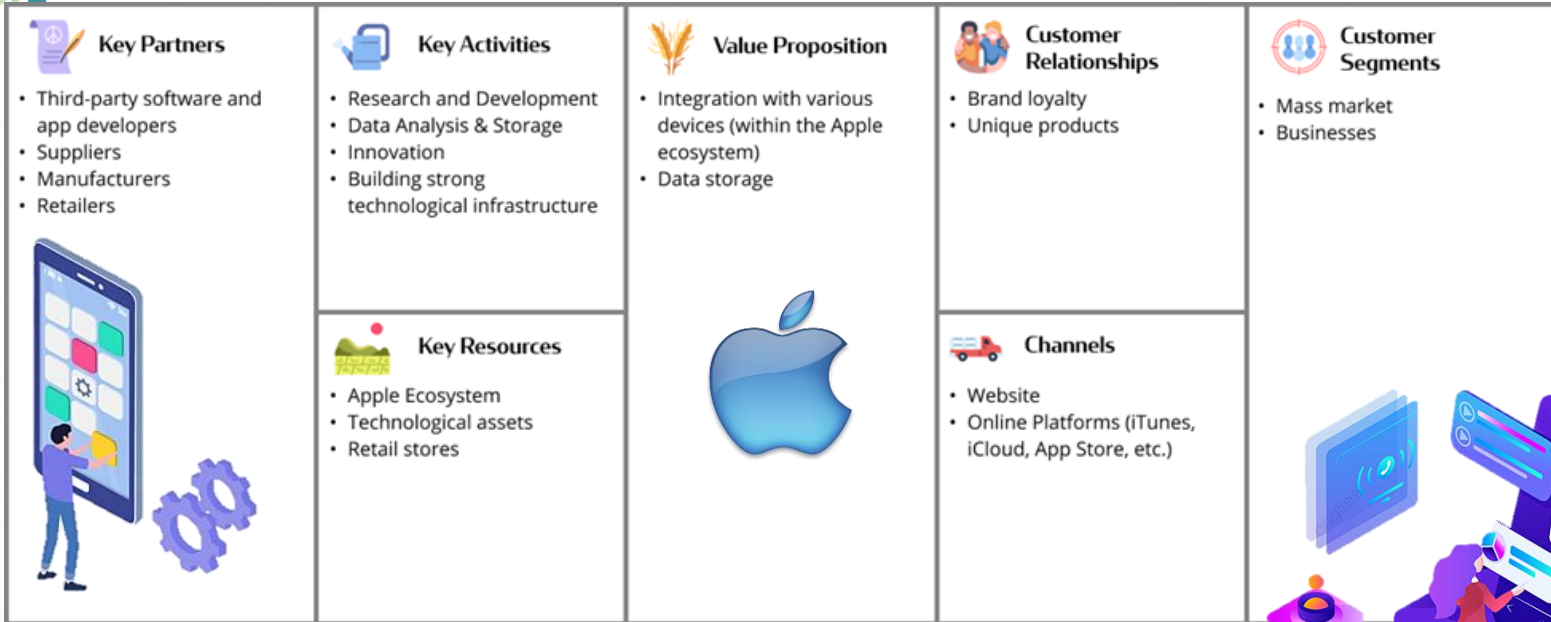 Key Partners
• Third-party software and
app developers
• Suppliers
• Manufacturers
• Retailers
Key Activities
• Research and Development
• Data Analysis & Storage
• Innovation
• Building strong
technological infrastructure
Key Resources
• Apple Ecosystem
• Technological assets
• Retail stores
Value Proposition
• Integration with various
devices (within the Apple
ecosystem)
• Data storage
Customer
Relationships
• Brand loyalty
• Unique products
Channels
• Website
• Online Platforms (iTunes,
iCloud, App Store, etc.)
Customer
Segments
• Mass market
• Businesses